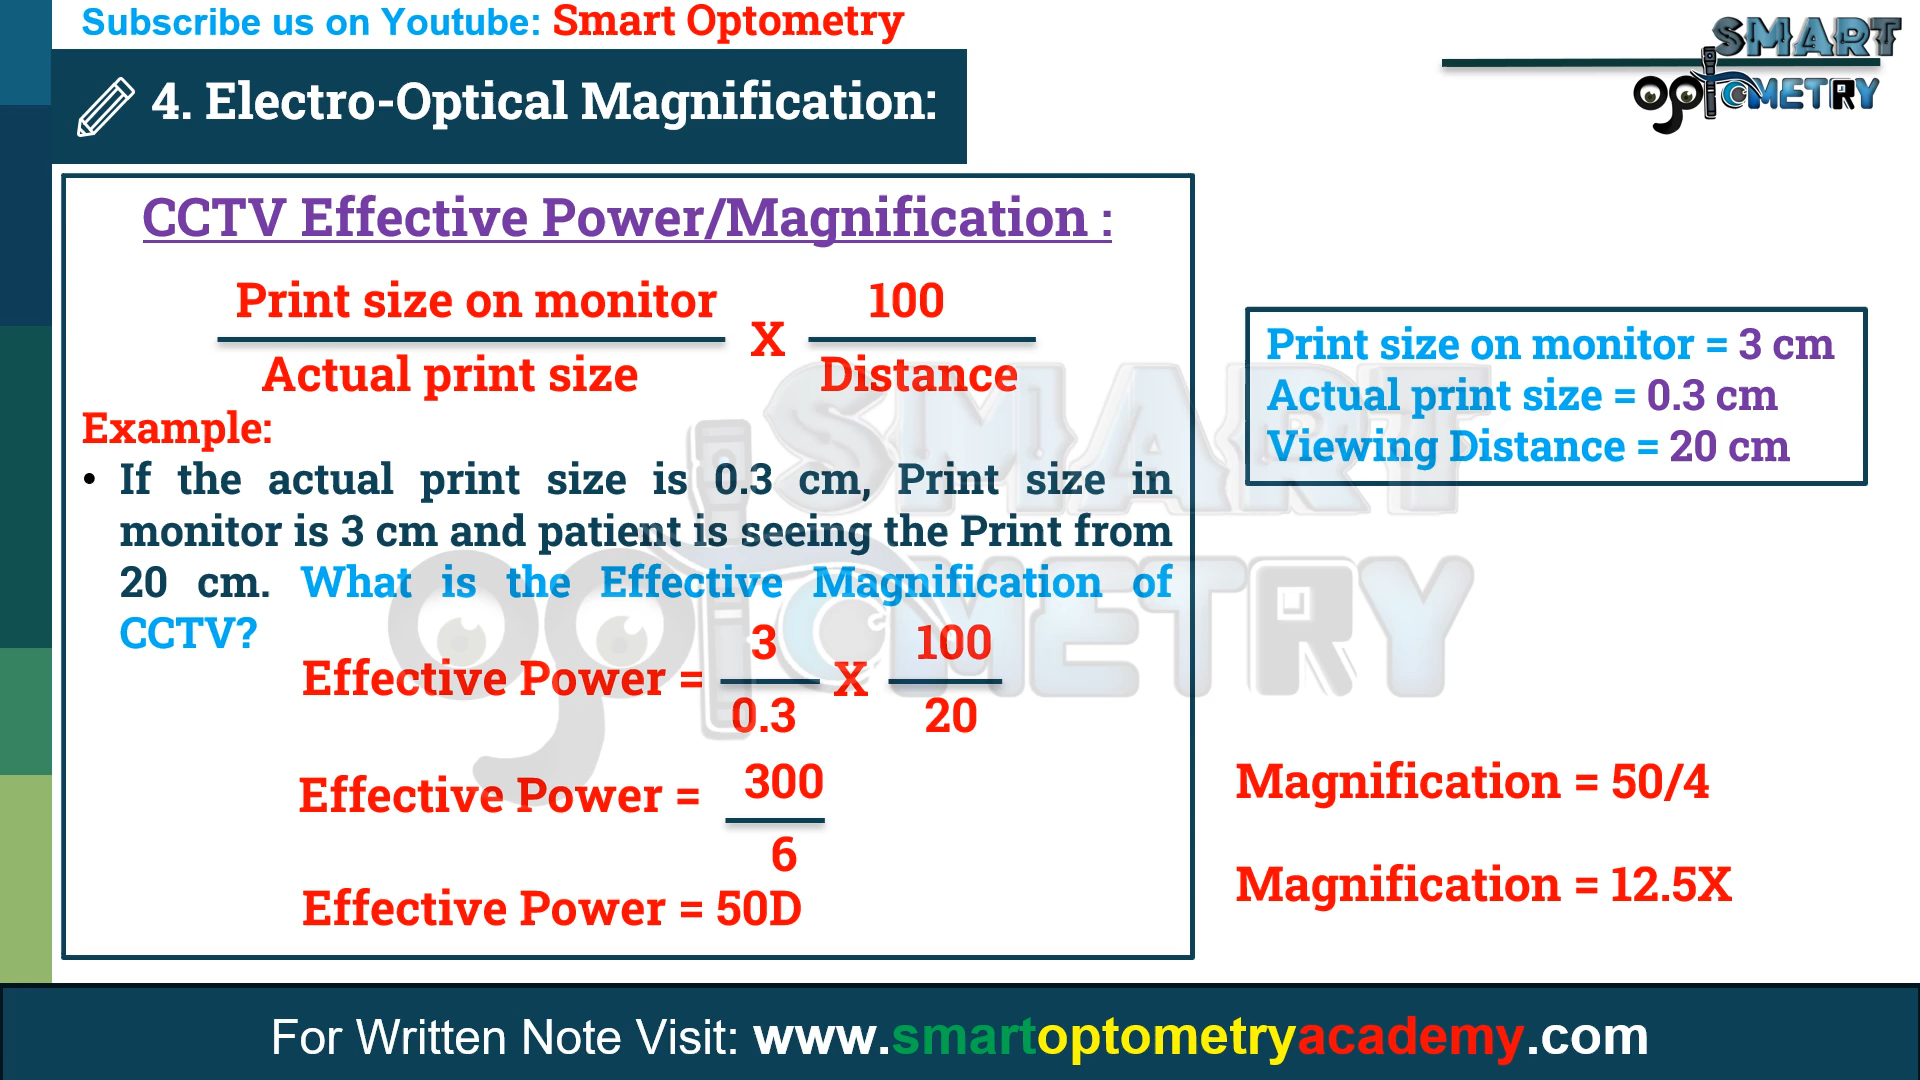 Subscribe us on Youtube: Smart Optometry
SMART
OptOMETRY
4. Electro-Optical Magnification:
CCTV Effective Power/Magnification :
Print size on monitor
Actual print size
X
100
Distance
Example:
• If the actual print size is 0.3 cm, Print size in
monitor is 3 cm and patient is seeing the Print from
20 cm. What is the Effective Magnification of
CCTV?
Effective Power =
3
0.3
X
100
20
Effective Power =
300
6
Effective Power = 50D
Print size on monitor = 3 cm
Actual print size = 0.3 cm
Viewing Distance = 20 cm
Magnification = 50/4
Magnification = 12.5X
SMART
OptOMETRY
For Written Note Visit: www.smartoptometryacademy.com